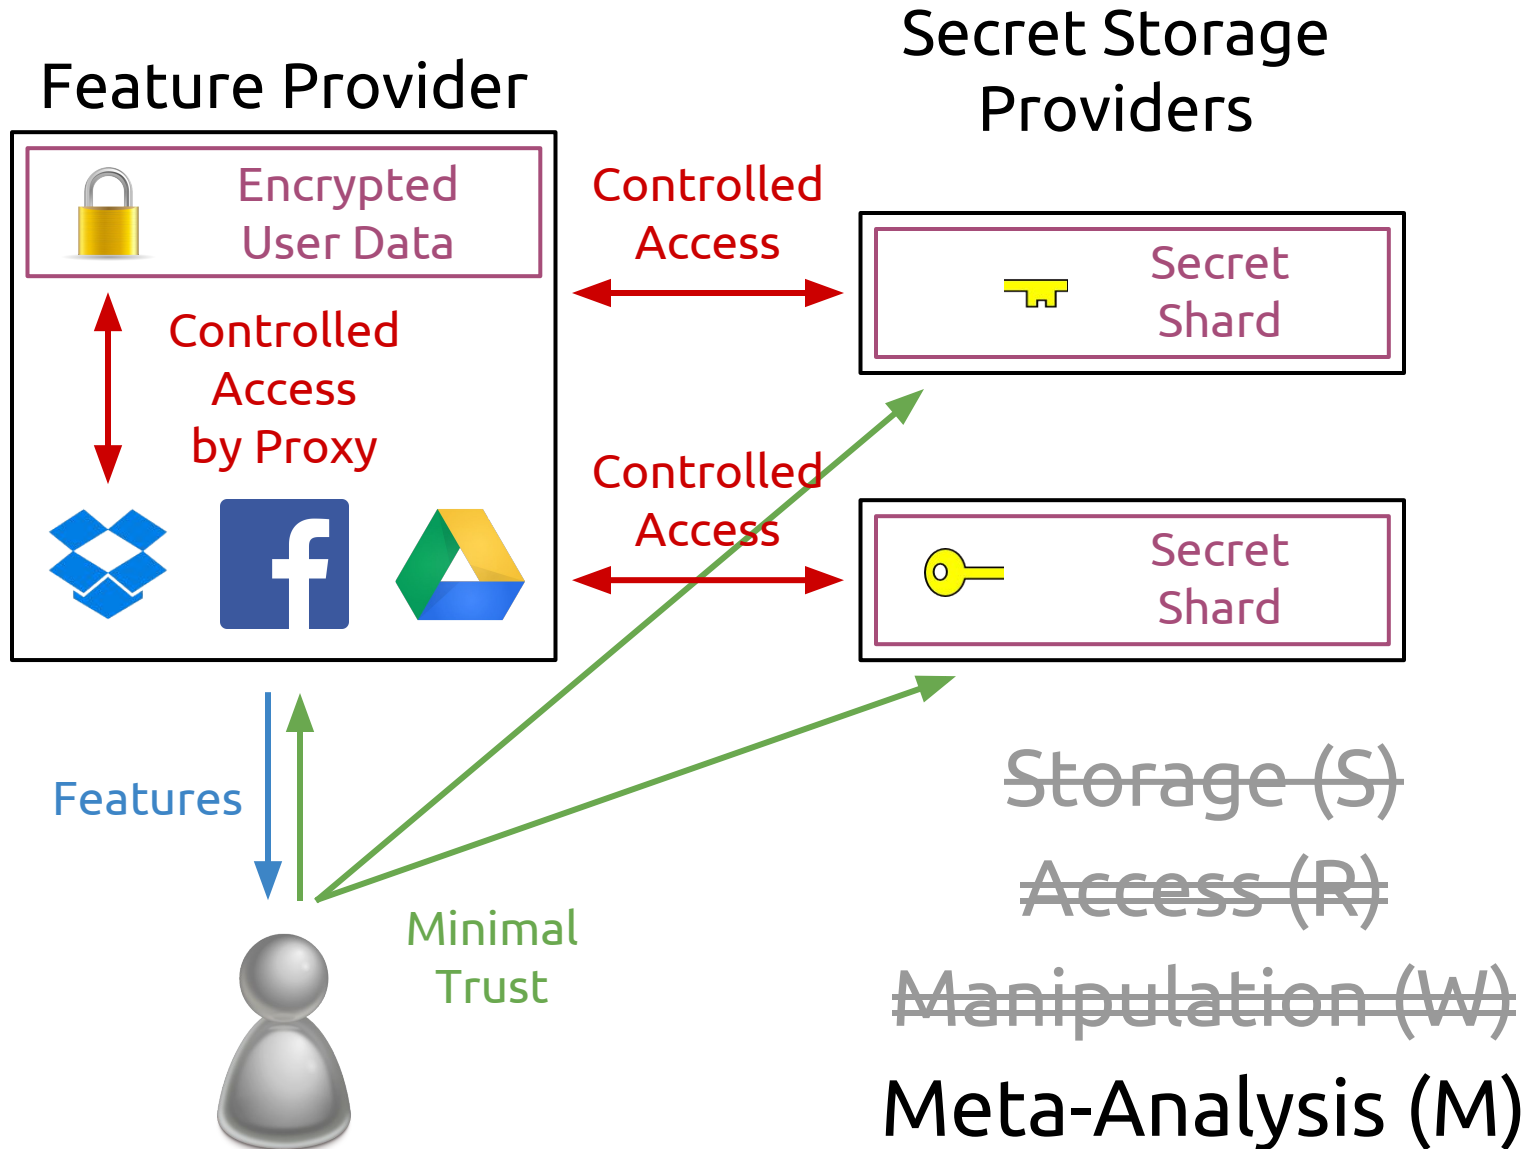 Feature Provider
Secret Storage
Providers
Encrypted
User Data
Controlled
Access
by Proxy
Controlled
Access
Secret
Shard
Controlled
Access
Secret
Shard
Features
Minimal
Trust
Storage (S)
Access (R)
Manipulation (W)
Meta-Analysis (M)